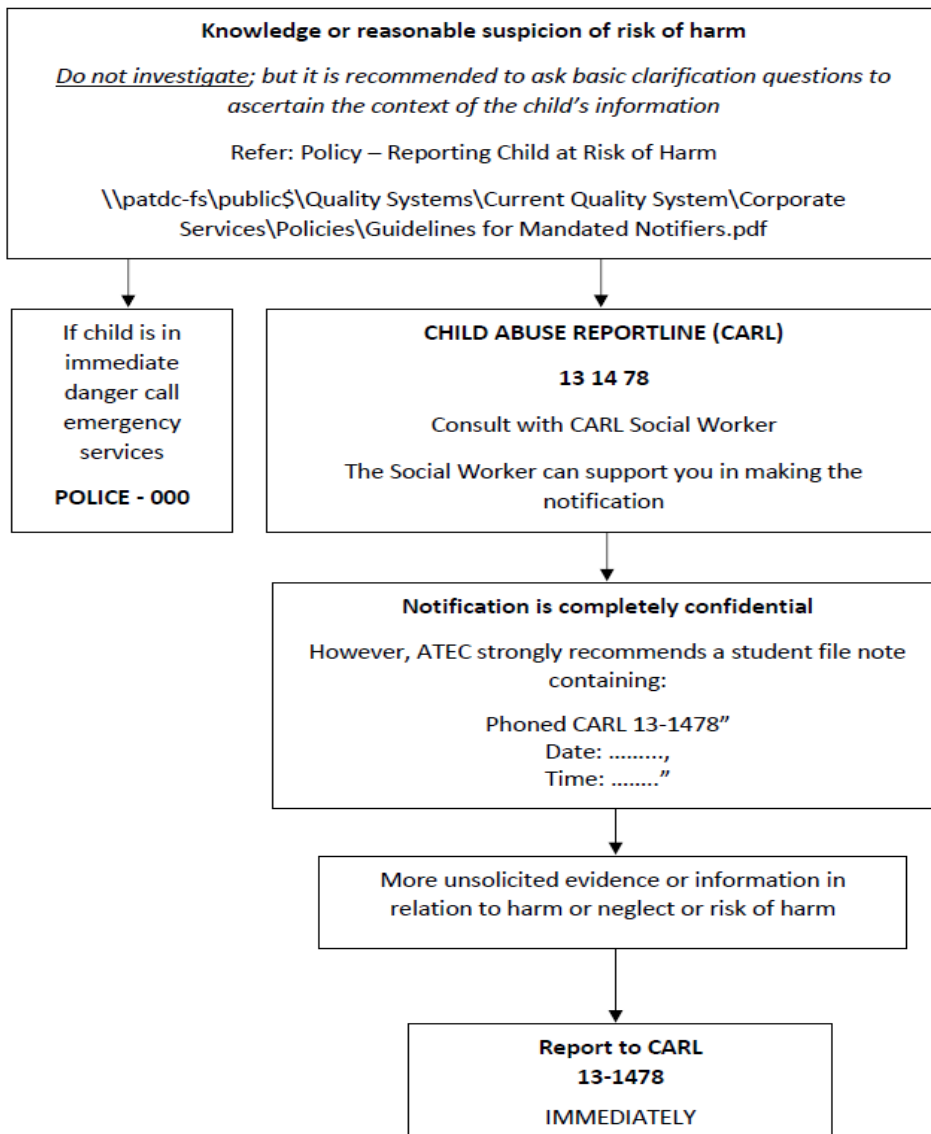 Knowledge or reasonable suspicion of risk of harm
Do not investigate; but it is recommended to ask basic clarification questions to
ascertain the context of the child's information
Refer: Policy – Reporting Child at Risk of Harm
\\patdc-fs\public$\Quality Systems\Current Quality System\Corporate
Services\Policies\Guidelines for Mandated Notifiers.pdf
If child is in
immediate
danger call
emergency
services
POLICE - 000
CHILD ABUSE REPORTLINE (CARL)
13 14 78
Consult with CARL Social Worker
The Social Worker can support you in making the
notification
Notification is completely confidential
However, ATEC strongly recommends a student file note
containing:
Phoned CARL 13-1478”
Date: ………,
Time: ……..”
More unsolicited evidence or information in
relation to harm or neglect or risk of harm
Report to CARL
13-1478
IMMEDIATELY